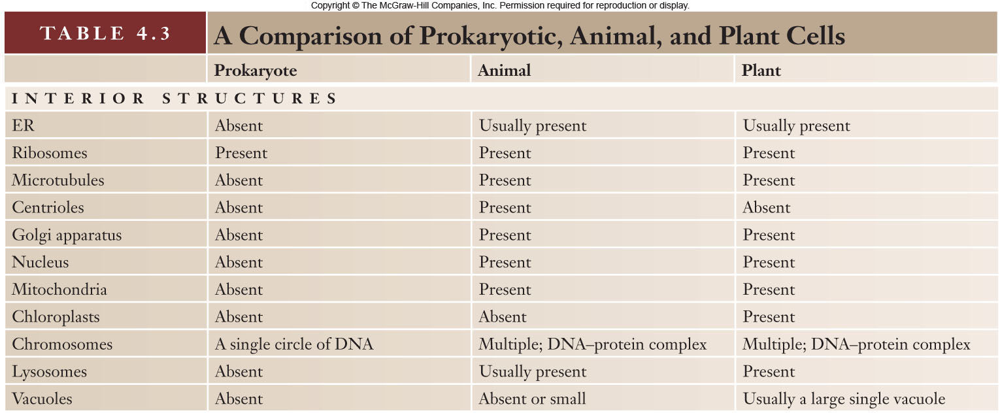 Copyright © The McGraw-Hill Companies, Inc. Permission required for reproduction or display.
TABLE 4.3 A Comparison of Prokaryotic, Animal, and Plant Cells
Prokaryote Animal Plant
INTERIOR STRUCTURES
ER Absent Usually present Usually present
Ribosomes Present Present Present
Microtubules Absent Present Present
Centrioles Absent Present Absent
Golgi apparatus Absent Present Present
Nucleus Absent Present Present
Mitochondria Absent Present Present
Chloroplasts Absent Absent Present
Chromosomes A single circle of DNA Multiple; DNA–protein complex Multiple; DNA–protein complex
Lysosomes Absent Usually present Present
Vacuoles Absent Absent or small Usually a large single vacuole